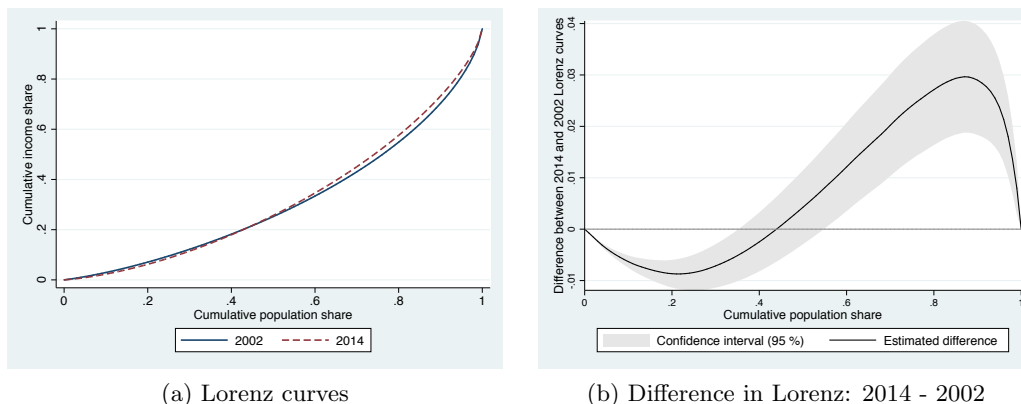 Cumulative income share
1
.8
.6
.4
.2
0
0 .2 .4 .6 .8 1
Cumulative population share
2002 2014
(a) Lorenz curves
Difference between 2014 and 2002 Lorenz curves
.04
.03
.02
.01
0
-.01
0 .2 .4 .6 .8 1
Cumulative population share
Confidence interval (95 %) Estimated difference
(b) Difference in Lorenz: 2014 - 2002